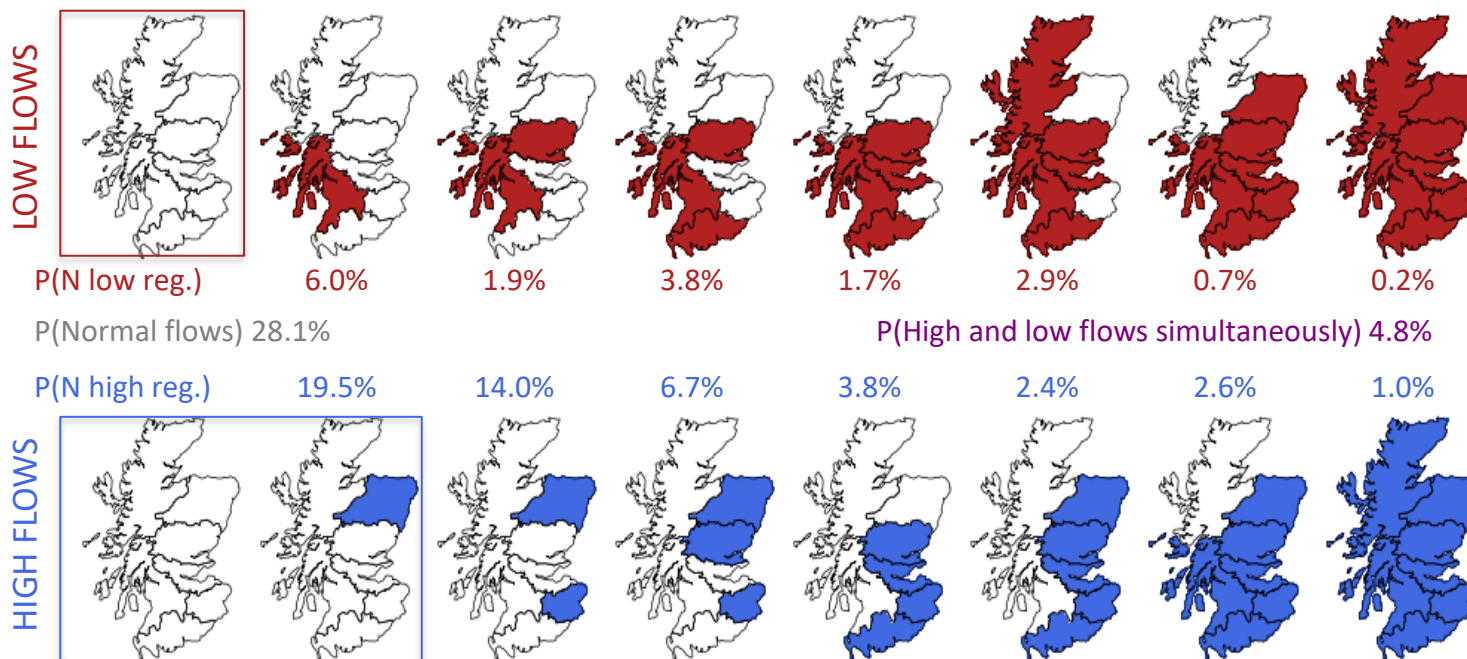 LOW FLOWS
P(N low reg.) 6.0% 1.9% 3.8% 1.7% 2.9% 0.7% 0.2%
P(Normal flows) 28.1% P(High and low flows simultaneously) 4.8%
P(N high reg.) 19.5% 14.0% 6.7% 3.8% 2.4% 2.6% 1.0%
HIGH FLOWS